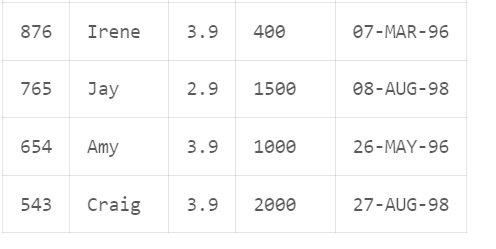 876 Irene 3.9 400 07-MAR-96
765 Jay 2.9 1500 08-AUG-98
654 Amy 3.9 1000 26-MAY-96
543 Craig 3.9 2000 27-AUG-98